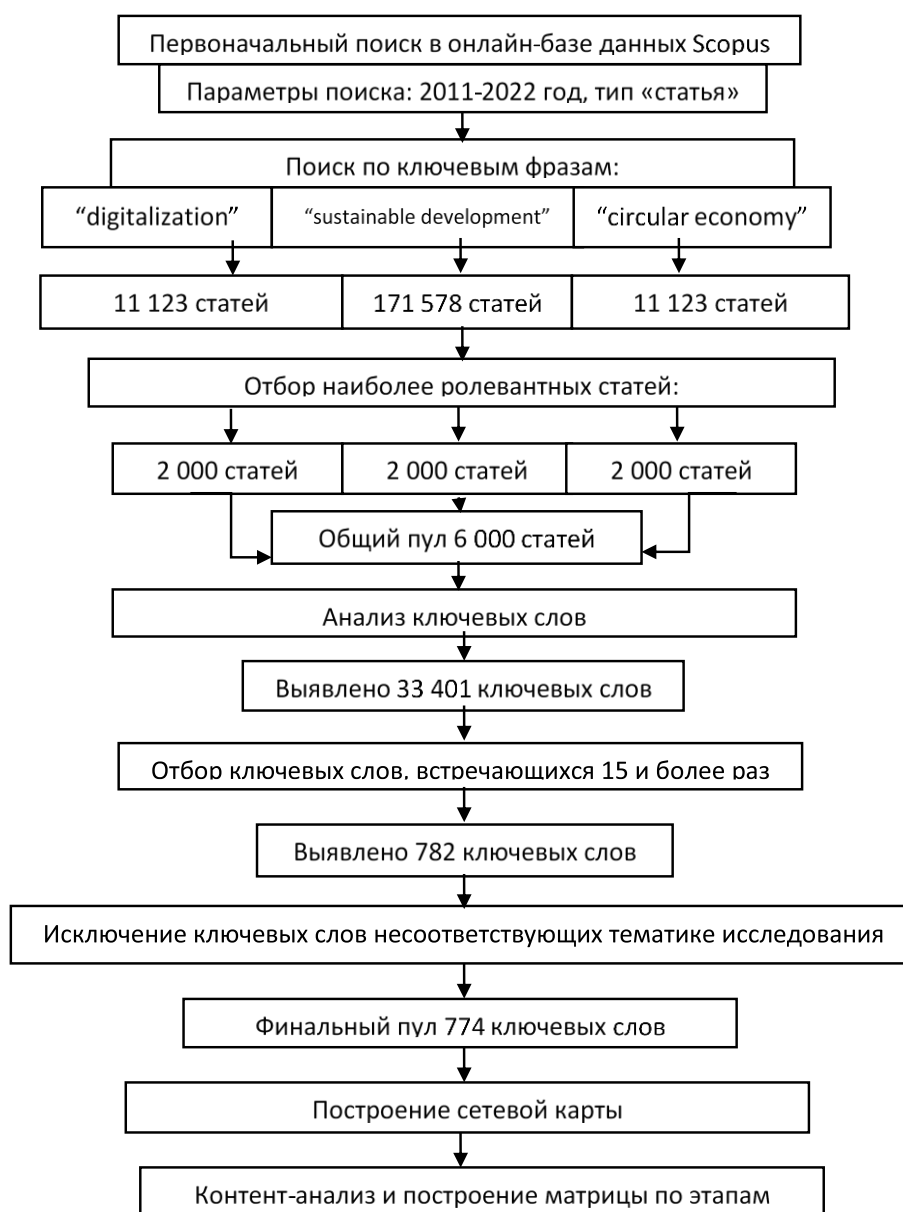 Первоначальный поиск в онлайн-базе данных Scopus
Параметры поиска: 2011-2022 год, тип «статья»
Поиск по ключевым фразам:
“digitalization”
“sustainable development”
“circular economy”
11 123 статей
171 578 статей
11 123 статей
Отбор наиболее ролевантных статей:
2 000 статей
2 000 статей
2 000 статей
Общий пул 6 000 статей
Анализ ключевых слов
Выявлено 33 401 ключевых слов
Отбор ключевых слов, встречающихся 15 и более раз
Выявлено 782 ключевых слов
Исключение ключевых слов несоответствующих тематике исследования
Финальный пул 774 ключевых слов
Построение сетевой карты
Контент-анализ и построение матрицы по этапам